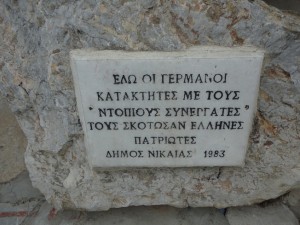 ΕΔΩ ΟΙ ΓΕΡΜΑΝΟΙ
ΚΑΤΑΚΤΗΤΕΣ ΜΕ ΤΟΥΣ
"ΝΤΟΠΙΟΥΣ ΣΥΝΕΡΓΑΤΕΣ"
ΤΟΥΣ ΣΚΟΤΩΣΑΝ ΕΛΛΗΝΕΣ
ΠΑΤΡΙΩΤΕΣ
ΔΗΜΟΣ ΝΙΚΑΙΑΣ 1983